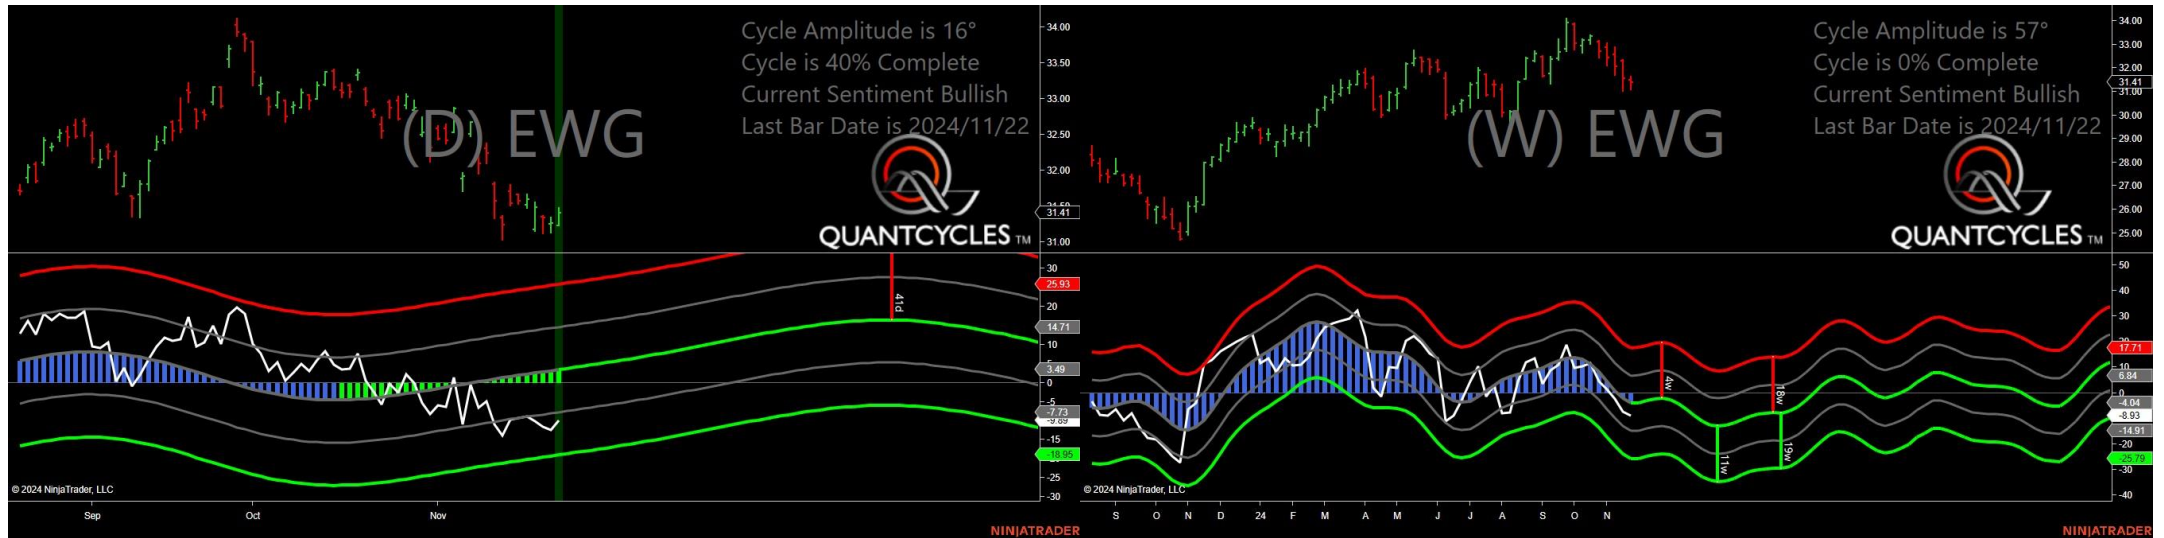 Cycle Amplitude is 16°
Cycle is 40% Complete
Current Sentiment Bullish
Last Bar Date is 2024/11/22
(D) EWG
QUANTCYCLES TM
34.00
33.50
33.00
32.50
32.00
31.41
31.00
30
25.93
20
14.71
10
5
3.49
0
-5
-7.73
-9.89
-15
-18.95
-25
-30
41d
© 2024 NinjaTrader, LLC
Sep
Oct
Nov
NINJATRADER
Cycle Amplitude is 57°
Cycle is 0% Complete
Current Sentiment Bullish
Last Bar Date is 2024/11/22
(W) EWG
QUANTCYCLES TM
34.00
33.00
32.00
31.41
31.00
30.00
29.00
28.00
27.00
26.00
25.00
50
40
30
17.71
10
6.84
0
-4.04
-8.93
-14.91
-20
-25.79
-30
-40
4w
18w
11w
19w
© 2024 NinjaTrader, LLC
S
O
N
D
24
F
M
A
M
J
J
A
S
O
N
NINJATRADER